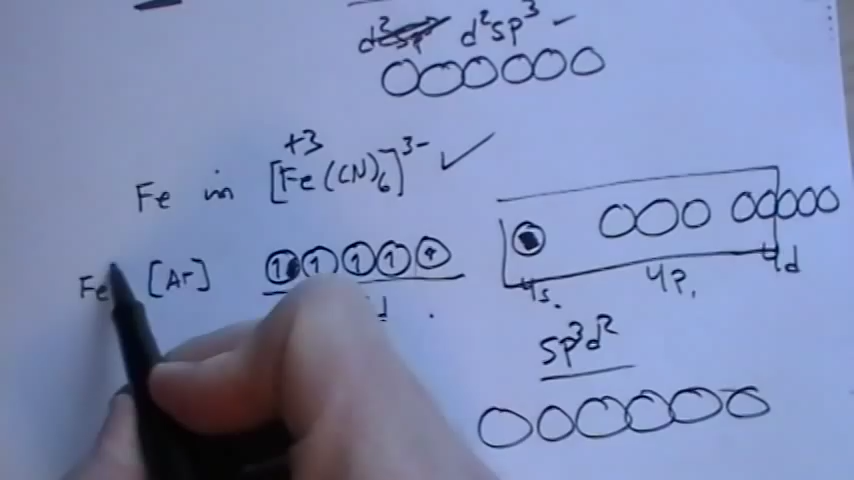 d²sp³
+3
Fe in [Fe(CN)₆]³⁻ ✓
Fe [Ar]
4s. 4p, 4d
sp³d²